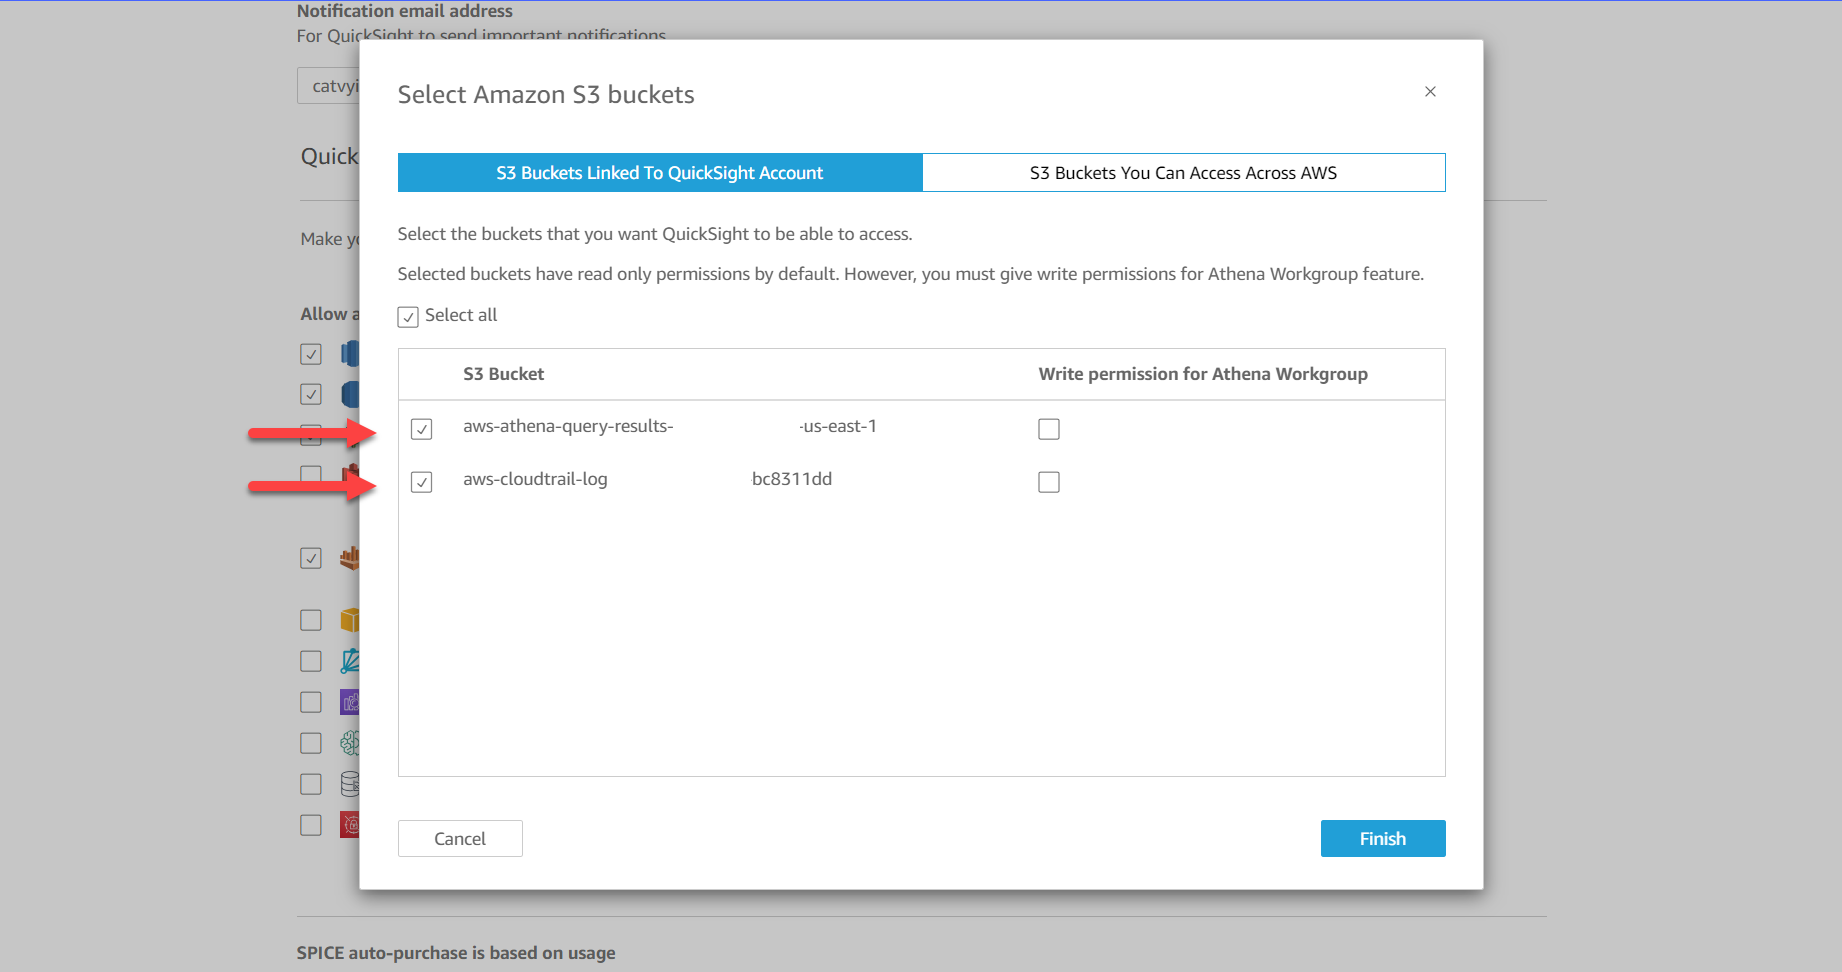 Notification email address
For QuickSight to send important notifications
catvyi
Select Amazon S3 buckets
Quick
S3 Buckets Linked To QuickSight Account
S3 Buckets You Can Access Across AWS
Make yo
Select the buckets that you want QuickSight to be able to access.
Selected buckets have read only permissions by default. However, you must give write permissions for Athena Workgroup feature.
Allow a
Select all
S3 Bucket
Write permission for Athena Workgroup
aws-athena-query-results- -us-east-1
aws-cloudtrail-log bc8311dd
Cancel
Finish
SPICE auto-purchase is based on usage